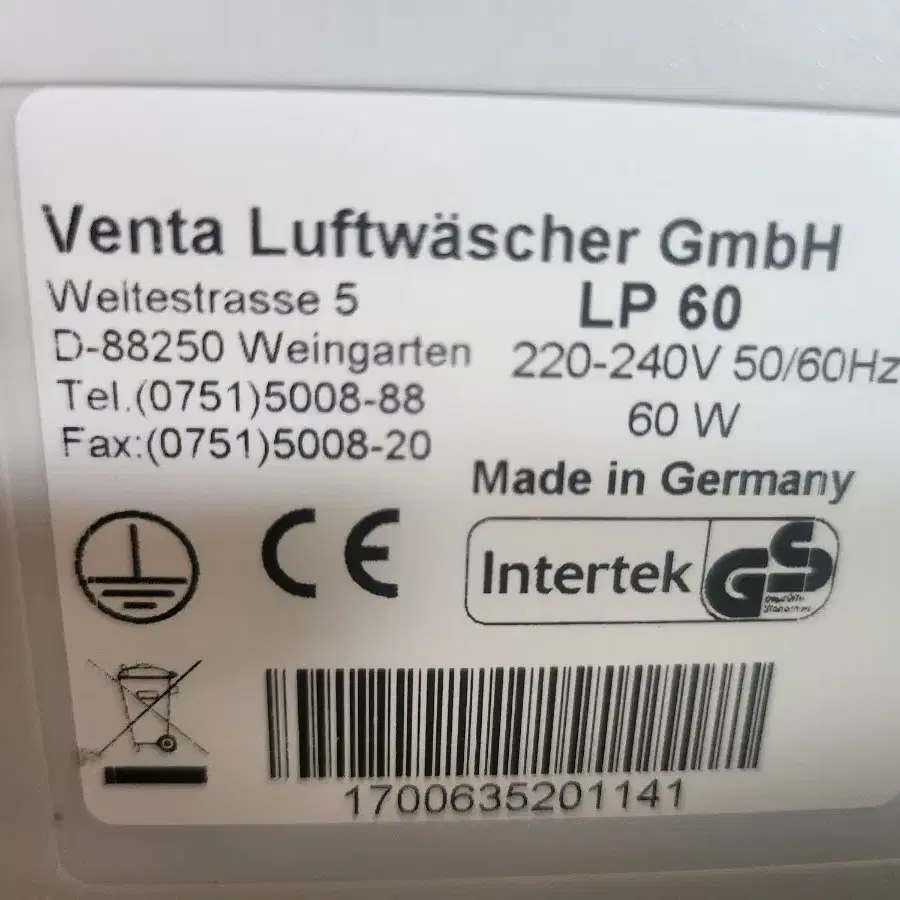 Venta Luftwäscher GmbH
Weitestrasse 5
D-88250 Weingarten
Tel.(0751)5008-88
Fax:(0751)5008-20
LP 60
220-240V 50/60Hz
60 W
Made in Germany
CE
Intertek GS
1700635201141